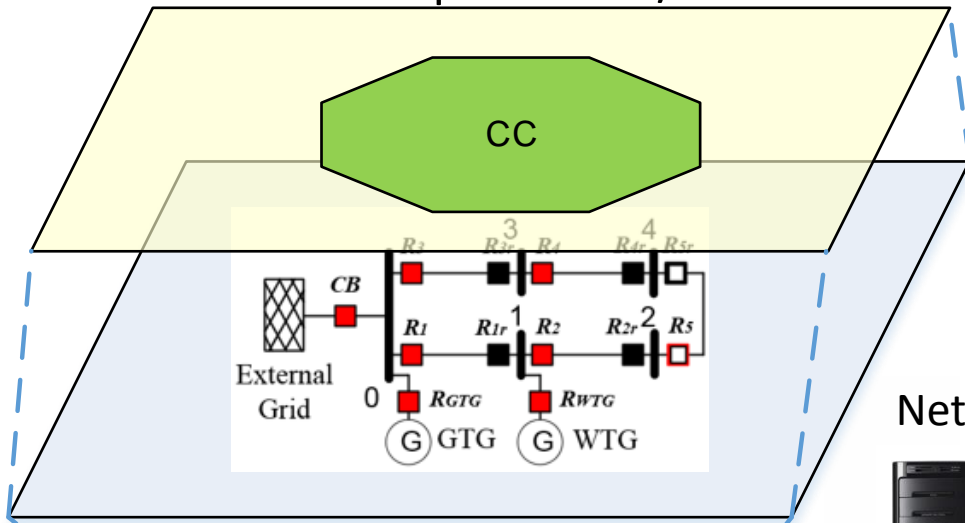 CC
3
4
R3
R3r
R4
R4r
R5r
CB
R1
R1r
1
R2
R2r
2
R5
External
Grid
0
RGTG
RWTG
G
GTG
G
WTG
Net